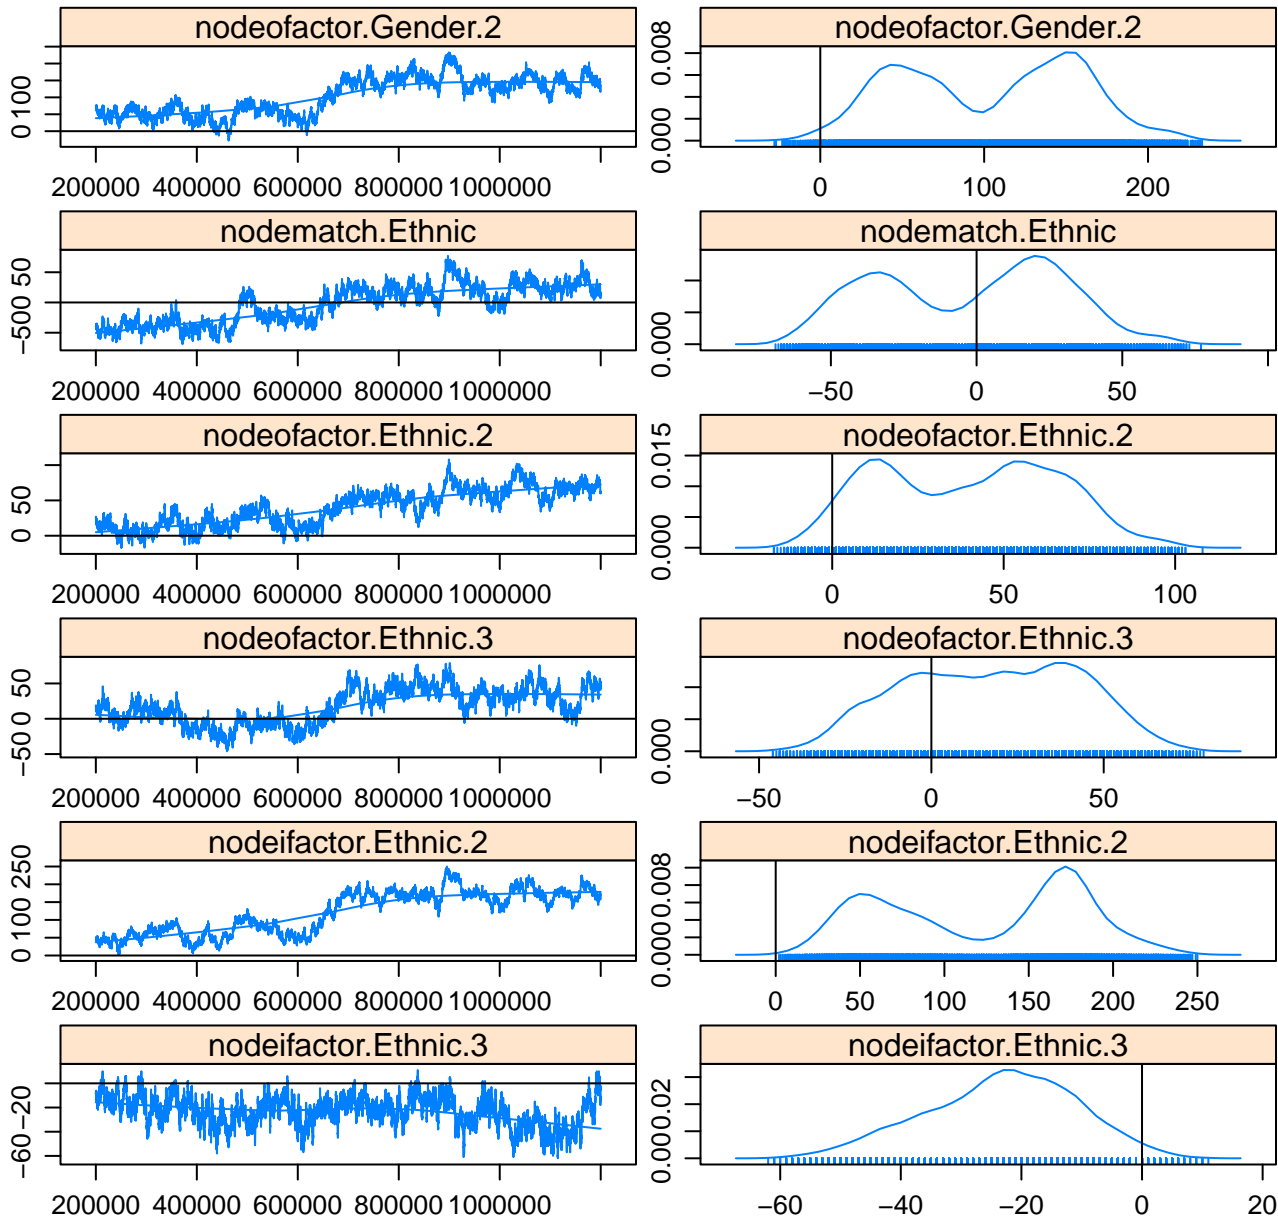 nodeofactor.Gender.2
0 100
200000 400000 600000 800000 1000000
nodeofactor.Gender.2
0.000 0.008
0 100 200
nodematch.Ethnic
−50 0 50
200000 400000 600000 800000 1000000
nodematch.Ethnic
0.000
−50 0 50
nodeofactor.Ethnic.2
0 50
200000 400000 600000 800000 1000000
nodeofactor.Ethnic.2
0.000 0.015
0 50 100
nodeofactor.Ethnic.3
−50 0 50
200000 400000 600000 800000 1000000
nodeofactor.Ethnic.3
0.000
−50 0 50
nodeifactor.Ethnic.2
0 100 250
200000 400000 600000 800000 1000000
nodeifactor.Ethnic.2
0.000 0.008
0 50 100 150 200 250
nodeifactor.Ethnic.3
−60 −20
200000 400000 600000 800000 1000000
nodeifactor.Ethnic.3
0.00 0.02
−60 −40 −20 0 20